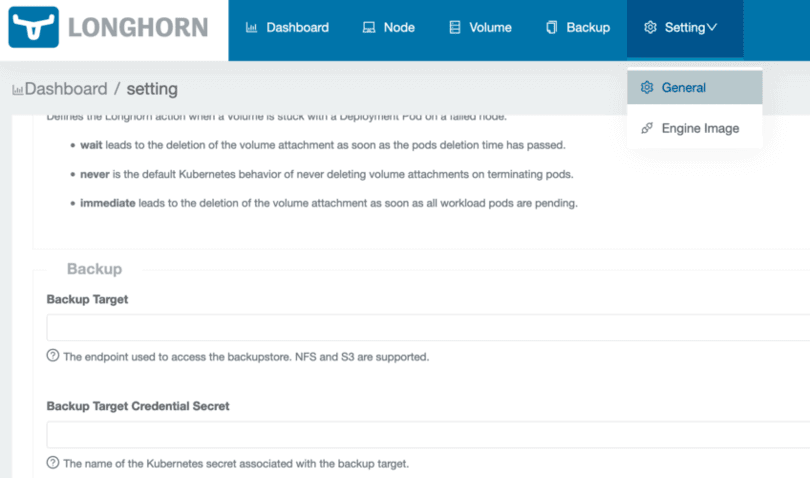 LONGHORN
Dashboard Node Volume Backup Setting
General
Engine Image
Dashboard / setting
Defines the Longhorn action when a Volume is stuck with a Deployment Pod on a failed node.
• wait leads to the deletion of the volume attachment as soon as the pods deletion time has passed.
• never is the default Kubernetes behavior of never deleting volume attachments on terminating pods.
• immediate leads to the deletion of the volume attachment as soon as all workload pods are pending.
Backup
Backup Target
The endpoint used to access the backupstore. NFS and S3 are supported.
Backup Target Credential Secret
The name of the Kubernetes secret associated with the backup target.